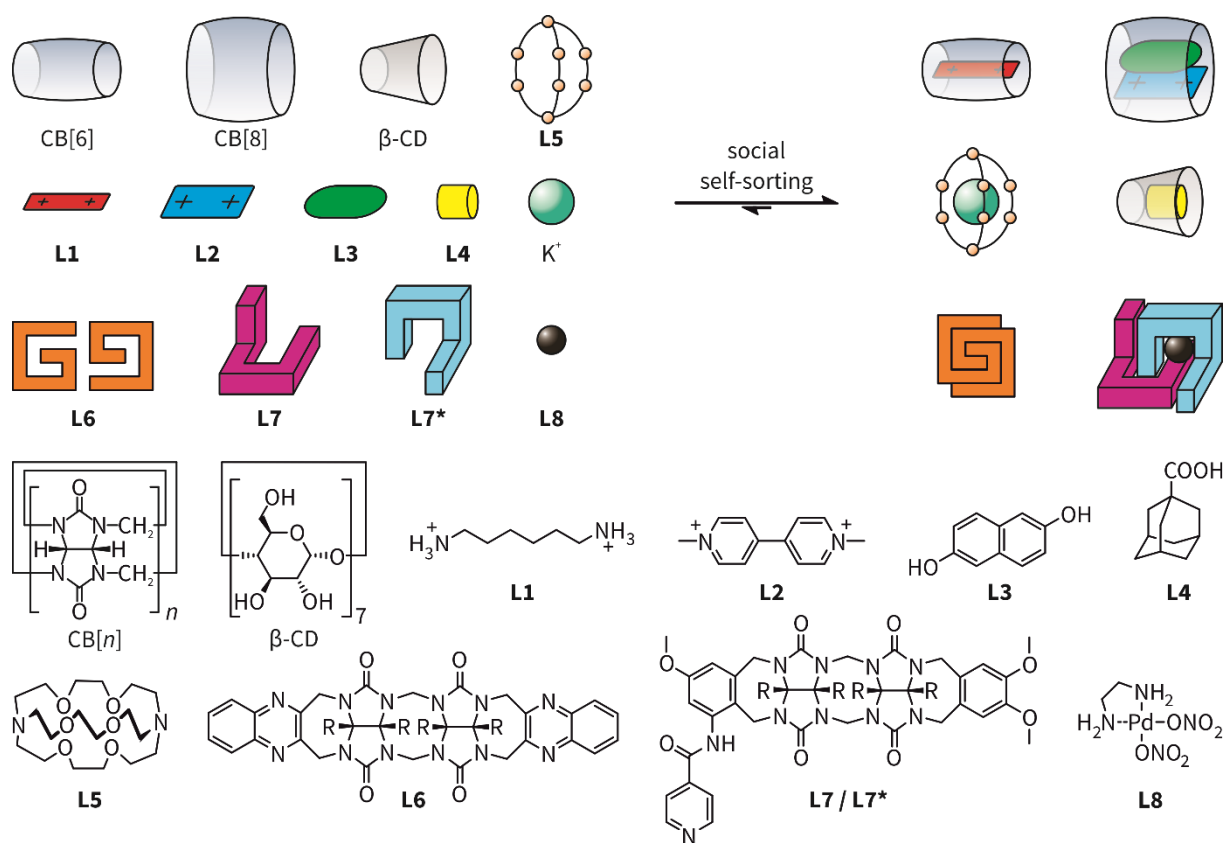 CB[6] CB[8] β-CD L5
social
self-sorting
L1 L2 L3 L4 K⁺
L6 L7 L7* L8
O
N N CH₂
H H
N N CH₂
O
n
CB[n]
OH
O
O
HO OH
7
β-CD
H₃N⁺ NH₃⁺
L1
N⁺ N⁺
L2
OH
HO
L3
COOH
L4
O O
N N
O O
O O
L5
O O
N N N N N N
R R R R
N N N N N N
O O
L6
O O O
O N N N N
R R R R
O
NH N N N N
O O O
N
L7 / L7*
NH₂
H₂N--Pd-ONO₂
ONO₂
L8